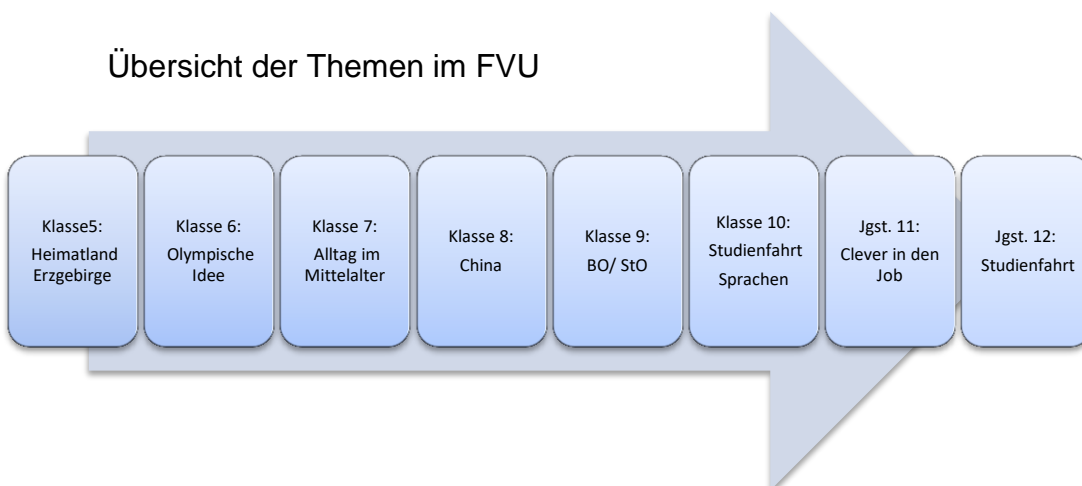 Übersicht der Themen im FVU
Klasse5:
Heimatland
Erzgebirge
Klasse 6:
Olympische
Idee
Klasse 7:
Alltag im
Mittelalter
Klasse 8:
China
Klasse 9:
BO/ StO
Klasse 10:
Studienfahrt
Sprachen
Jgst. 11:
Clever in den
Job
Jgst. 12:
Studienfahrt